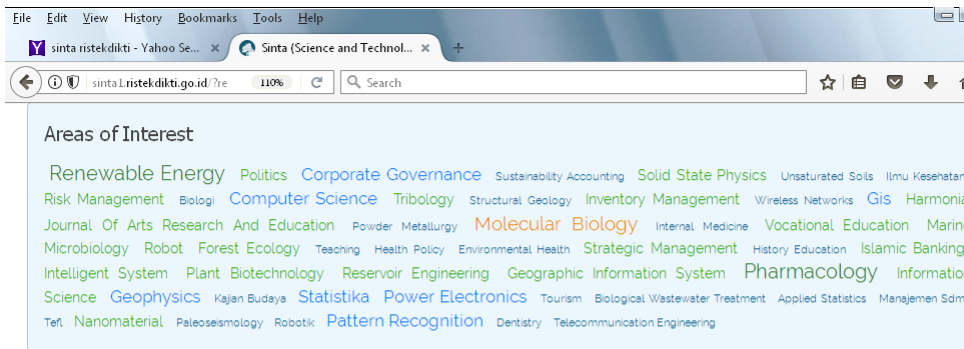 File Edit View History Bookmarks Tools Help
sinta ristekdikti - Yahoo Se... × Sinta (Science and Technol... × +
sinta1.ristekdikti.go.id/?re 110% Search
Areas of Interest
Renewable Energy Politics Corporate Governance Sustainability Accounting Solid State Physics Unsaturated Soils Ilmu Kesehatan
Risk Management Biologi Computer Science Tribology Structural Geology Inventory Management Wireless Networks Gis Harmonia
Journal Of Arts Research And Education Powder Metallurgy Molecular Biology Internal Medicine Vocational Education Marin
Microbiology Robot Forest Ecology Teaching Health Policy Environmental Health Strategic Management History Education Islamic Banking
Intelligent System Plant Biotechnology Reservoir Engineering Geographic Information System Pharmacology Informatio
Science Geophysics Kajian Budaya Statistika Power Electronics Tourism Biological Wastewater Treatment Applied Statistics Manajemen Sdm
Tefl Nanomaterial Paleoseismology Robotik Pattern Recognition Dentistry Telecommunication Engineering